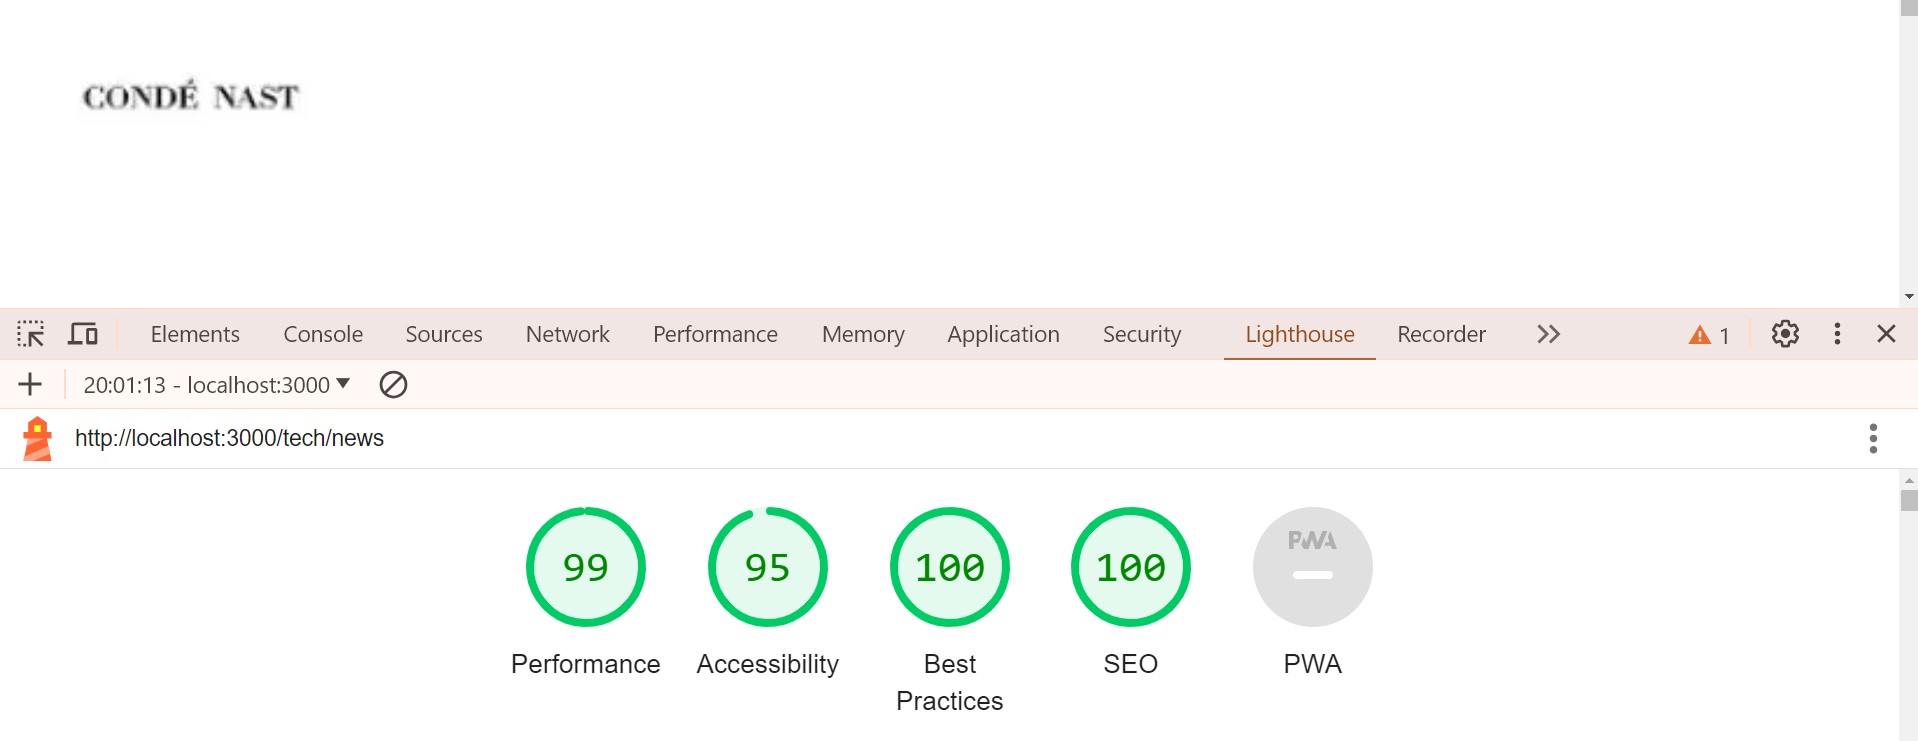 CONDÉ NAST
Elements Console Sources Network Performance Memory Application Security Lighthouse Recorder 1
20:01:13 - localhost:3000
http://localhost:3000/tech/news
99 95 100 100 PWA
Performance Accessibility Best Practices SEO PWA